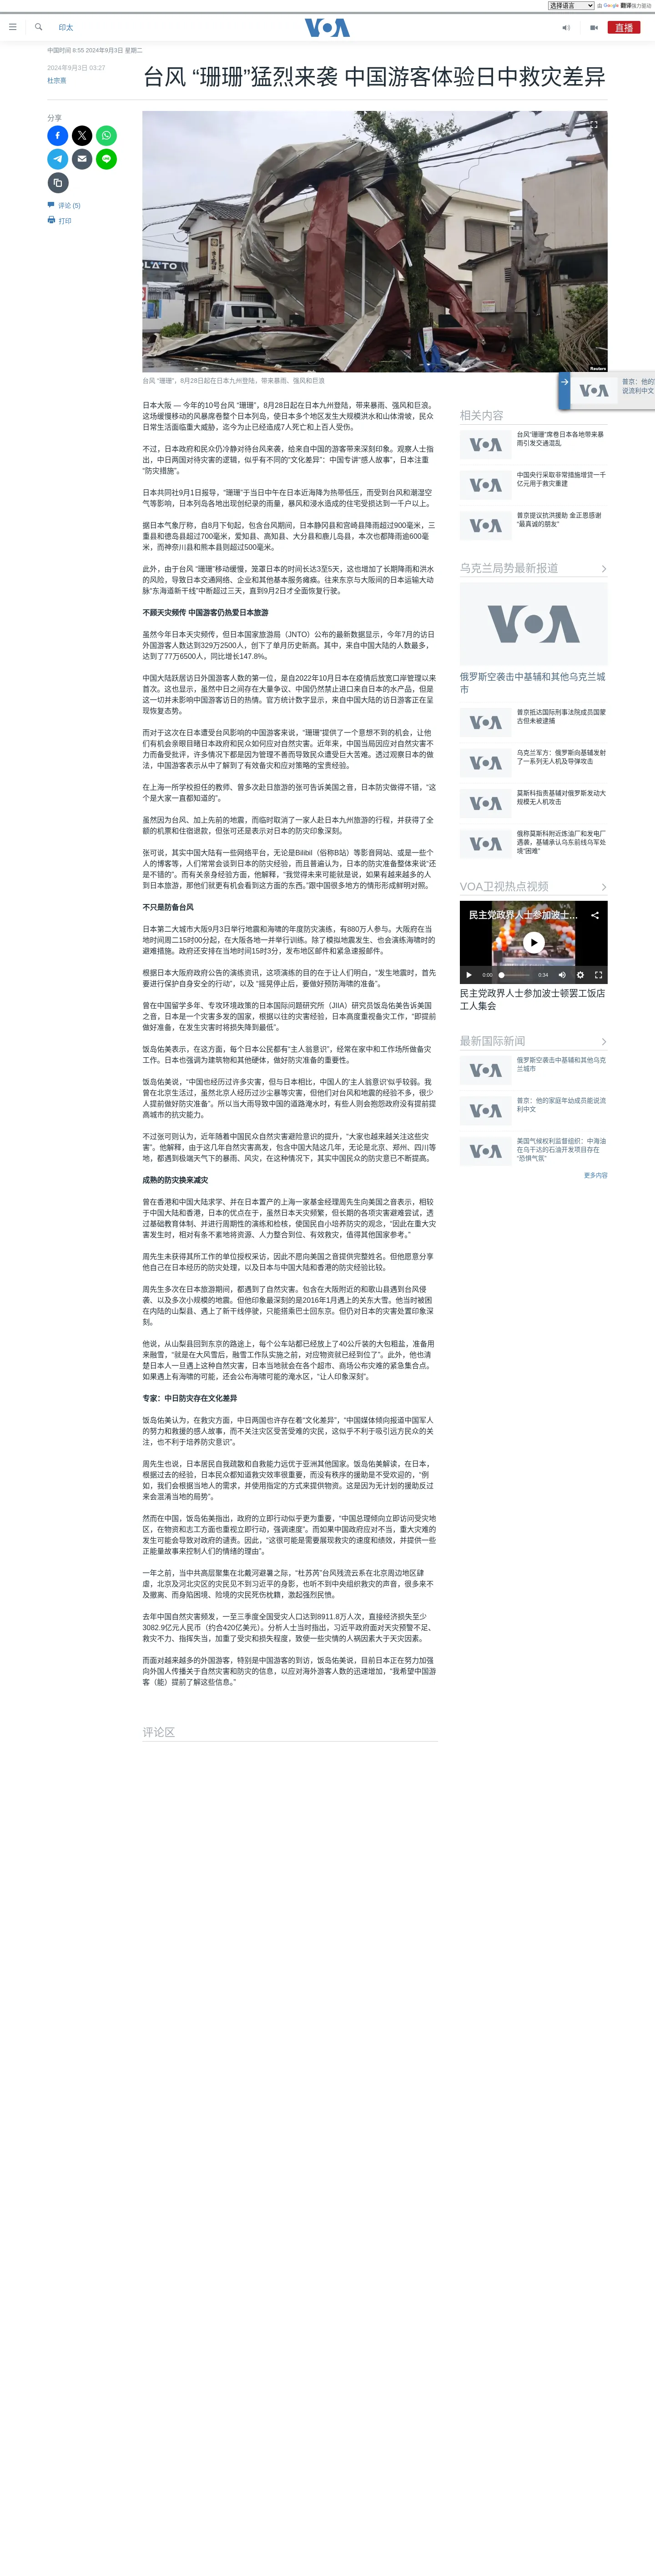 选择语言 由 Google 翻译强力驱动
印太
VOA
直播
中国时间 8:55 2024年9月3日 星期二
2024年9月3日 03:27
杜宗熹
台风 “珊珊”猛烈来袭 中国游客体验日中救灾差异
分享
评论 (5)
打印
OLATO
Reuters
台风 “珊珊”，8月28日起在日本九州登陆，带来暴雨、强风和巨浪
日本大阪 — 今年的10号台风 “珊珊”，8月28日起在日本九州登陆，带来暴雨、强风和巨浪。
这场缓慢移动的风暴席卷整个日本列岛，使日本多个地区发生大规模洪水和山体滑坡，民众
日常生活面临重大威胁，迄今为止已经造成7人死亡和上百人受伤。
不过，日本政府和民众仍冷静对待台风来袭，给来自中国的游客带来深刻印象。观察人士指
出，中日两国对待灾害的逻辑，似乎有不同的“文化差异”：中国专讲“感人故事”，日本注重
“防灾措施”。
日本共同社9月1日报导，“珊珊”于当日中午在日本近海降为热带低压，而受到台风和潮湿空
气等影响，日本列岛各地出现创纪录的雨量，暴风和浸水造成的住宅受损达到一千户以上。
据日本气象厅称，自8月下旬起，包含台风期间，日本静冈县和宫崎县降雨超过900毫米，三
重县和德岛县超过700毫米，爱知县、高知县、大分县和鹿儿岛县，本次也都降雨逾600毫
米，而神奈川县和熊本县则超过500毫米。
此外，由于台风 “珊珊”移动缓慢，笼罩日本的时间长达3至5天，这也增加了长期降雨和洪水
的风险，导致日本交通网络、企业和其他基本服务瘫痪。往来东京与大阪间的日本运输大动
脉“东海道新干线”中断超过三天，直到9月2日才全面恢复行驶。
不顾天灾频传 中国游客仍热爱日本旅游
虽然今年日本天灾频传，但日本国家旅游局（JNTO）公布的最新数据显示，今年7月的访日
外国游客人数达到329万2500人，创下了单月历史新高。其中，来自中国大陆的人数最多，
达到了77万6500人，同比增长147.8%。
中国大陆跃居访日外国游客人数的第一位，是自2022年10月日本在疫情后放宽口岸管理以来
首次。这也显示，虽然中日之间存在大量争议、中国仍然禁止进口来自日本的水产品，但是
这一切并未影响中国游客访日的热情。官方统计数字显示，来自中国大陆的访日游客正在呈
现恢复态势。
而对于这次在日本遭受台风影响的中国游客来说，“珊珊”提供了一个意想不到的机会，让他
们有机会亲眼目睹日本政府和民众如何应对自然灾害。近年来，中国当局因应对自然灾害不
力而备受批评，许多情况下都是因为管理不善而导致民众遭受巨大苦难。透过观察日本的做
法，中国游客表示从中了解到了有效备灾和应对策略的宝贵经验。
在上海一所学校担任的教师、曾多次赴日旅游的张可告诉美国之音，日本防灾做得不错，“这
个是大家一直都知道的”。
虽然因为台风、加上先前的地震，而临时取消了一家人赴日本九州旅游的行程，并获得了全
额的机票和住宿退款，但张可还是表示对日本的防灾印象深刻。
张可说，其实中国大陆有一些网络平台，无论是Bilibil（俗称B站）等影音网站、或是一些个
人的博客等，人们常常会谈到日本的防灾经验，而且普遍认为，日本的防灾准备整体来说“还
是不错的”。而有关亲身经验方面，他解释，“我觉得未来可能就是说，如果有越来越多的人
到日本旅游，那他们就更有机会看到这方面的东西。”跟中国很多地方的情形形成鲜明对照。
不只是防备台风
日本第二大城市大阪9月3日举行地震和海啸的年度防灾演练，有880万人参与。大阪府在当
地时间周二15时00分起，在大阪各地一并举行训练。除了模拟地震发生、也会演练海啸时的
避难措施。政府还安排在当地时间15时3分，发布地区邮件和紧急速报邮件。
根据日本大阪府政府公告的演练资讯，这项演练的目的在于让人们明白，“发生地震时，首先
要进行保护自身安全的行动”，以及 “摇晃停止后，要做好预防海啸的准备”。
曾在中国留学多年、专攻环境政策的日本国际问题研究所（JIIA）研究员饭岛佑美告诉美国
之音，日本是一个灾害多发的国家，根据以往的灾害经验，日本高度重视备灾工作，“即提前
做好准备，在发生灾害时将损失降到最低”。
饭岛佑美表示，在这方面，每个日本公民都有“主人翁意识”，经常在家中和工作场所做备灾
工作。日本也强调为建筑物和其他硬体，做好防灾准备的重要性。
饭岛佑美说，“中国也经历过许多灾害，但与日本相比，中国人的‘主人翁意识’似乎较弱。我
曾在北京生活过，虽然北京人经历过沙尘暴等灾害，但他们对台风和地震的经验不多，很少
人提前做好防灾准备”。所以当大雨导致中国的道路淹水时，有些人则会抱怨政府没有提前提
高城市的抗灾能力。
不过张可则认为，近年随着中国民众自然灾害避险意识的提升，“大家也越来越关注这些灾
害”。他解释，由于这几年自然灾害高发，包含中国大陆这几年，无论是北京、郑州、四川等
地，都遇到极端天气下的暴雨、风灾，在这种情况下，其实中国民众的防灾意已不断提高。
成熟的防灾换来减灾
曾在香港和中国大陆求学、并在日本置产的上海一家基金经理周先生向美国之音表示，相较
于中国大陆和香港，日本的优点在于，虽然日本天灾频繁，但长期的各项灾害避难尝试，透
过基础教育体制、并进行周期性的演练和检核，使国民自小培养防灾的观念，“因此在重大灾
害发生时，相对有条不紊地将资源、人力整合到位、有效救灾，值得其他国家参考。”
周先生未获得其所工作的单位授权采访，因此不愿向美国之音提供完整姓名。但他愿意分享
他自己在日本经历的防灾处理，以及日本与中国大陆和香港的防灾经验比较。
周先生多次在日本旅游期间，都遇到了自然灾害。包含在大阪附近的和歌山县遇到台风侵
袭、以及多次小规模的地震。但他印象最深刻的是2016年1月遇上的关东大雪。他当时被困
在内陆的山梨县、遇上了新干线停驶，只能搭乘巴士回东京。但仍对日本的灾害处置印象深
刻。
他说，从山梨县回到东京的路途上，每个公车站都已经放上了40公斤装的大包粗盐，准备用
来融雪，“就是在大风雪后，融雪工作队实施之前，对应物资就已经到位了”。此外，他也清
楚日本人一旦遇上这种自然灾害，日本当地就会在各个超市、商场公布灾难的紧急集合点。
如果遇上有海啸的可能，还会公布海啸可能的淹水区，“让人印象深刻”。
专家：中日防灾存在文化差异
饭岛佑美认为，在救灾方面，中日两国也许存在着“文化差异”，“中国媒体倾向报道中国军人
的努力和救援的感人故事，而不关注灾区受苦受难的灾民，这似乎不利于吸引远方民众的关
注，也不利于培养防灾意识”。
周先生也说，日本居民自我疏散和自救能力远优于亚洲其他国家。饭岛佑美解读，在日本，
根据过去的经验，日本民众都知道救灾效率很重要，而没有秩序的援助是不受欢迎的，“例
如，我们会根据当地人的需求，并使用指定的方式来提供物资。这是因为无计划的援助反过
来会混淆当地的局势”。
然而在中国，饭岛佑美指出，政府的立即行动似乎更为重要，“中国总理倾向立即访问受灾地
区，在物资和志工方面也重视立即行动，强调速度”。而如果中国政府应对不当，重大灾难的
发生可能会导致对政府的谴责。因此，“这很可能是需要展现救灾的速度和绩效，并提供一些
正能量故事来控制人们的情绪的理由”。
一年之前，当中共高层聚集在北戴河避暑之际，“杜苏芮”台风残流云系在北京周边地区肆
虐，北京及河北灾区的灾民见不到习近平的身影，也听不到中央组织救灾的声音，很多来不
及撤离、而身陷困境、险境的灾民死伤枕籍，激起强烈民愤。
去年中国自然灾害频发，一至三季度全国受灾人口达到8911.8万人次，直接经济损失至少
3082.9亿元人民币（约合420亿美元）。分析人士当时指出，习近平政府面对天灾预警不足、
救灾不力、指挥失当，加重了受灾和损失程度，致使一些灾情的人祸因素大于天灾因素。
而面对越来越多的外国游客，特别是中国游客的到访，饭岛佑美说，目前日本正在努力加强
向外国人传播关于自然灾害和防灾的信息，以应对海外游客人数的迅速增加，“我希望中国游
客（能）提前了解这些信息。”
评论区
普京：他的
说流利中文
相关内容
台风“珊珊”席卷日本各地带来暴
雨引发交通混乱
中国央行采取非常措施增贷一千
亿元用于救灾重建
普京提议抗洪援助 金正恩感谢
“最真诚的朋友”
乌克兰局势最新报道
俄罗斯空袭击中基辅和其他乌克兰城
市
普京抵达国际刑事法院成员国蒙
古但未被逮捕
乌克兰军方：俄罗斯向基辅发射
了一系列无人机及导弹攻击
莫斯科指责基辅对俄罗斯发动大
规模无人机攻击
俄称莫斯科附近炼油厂和发电厂
遇袭，基辅承认乌东前线乌军处
境“困难”
VOA卫视热点视频
民主党政界人士参加波士...
0:00
0:34
民主党政界人士参加波士顿罢工饭店
工人集会
最新国际新闻
俄罗斯空袭击中基辅和其他乌克
兰城市
普京：他的家庭年幼成员能说流
利中文
美国气候权利监督组织：中海油
在乌干达的石油开发项目存在
“恐惧气氛”
更多内容